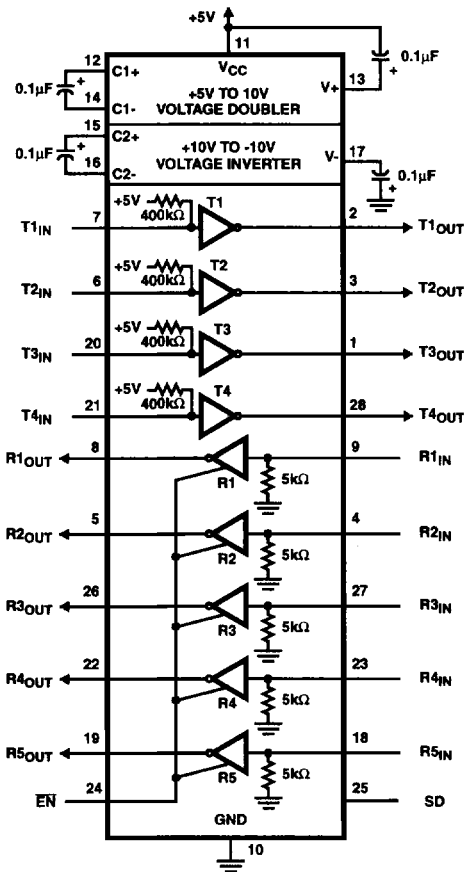 +5V
11
VCC
0.1µF
+
12
C1+
0.1µF
+
14
C1-
+5V TO 10V
VOLTAGE DOUBLER
V+
13
15
C2+
0.1µF
+
16
C2-
+10V TO -10V
VOLTAGE INVERTER
V-
17
0.1µF
+
T1IN
7
+5V
400kΩ
T1
2
T1OUT
T2IN
6
+5V
400kΩ
T2
3
T2OUT
T3IN
20
+5V
400kΩ
T3
1
T3OUT
T4IN
21
+5V
400kΩ
T4
28
T4OUT
R1OUT
8
R1
5kΩ
9
R1IN
R2OUT
5
R2
5kΩ
4
R2IN
R3OUT
26
R3
5kΩ
27
R3IN
R4OUT
22
R4
5kΩ
23
R4IN
R5OUT
19
R5
5kΩ
18
R5IN
EN
24
25
SD
GND
10